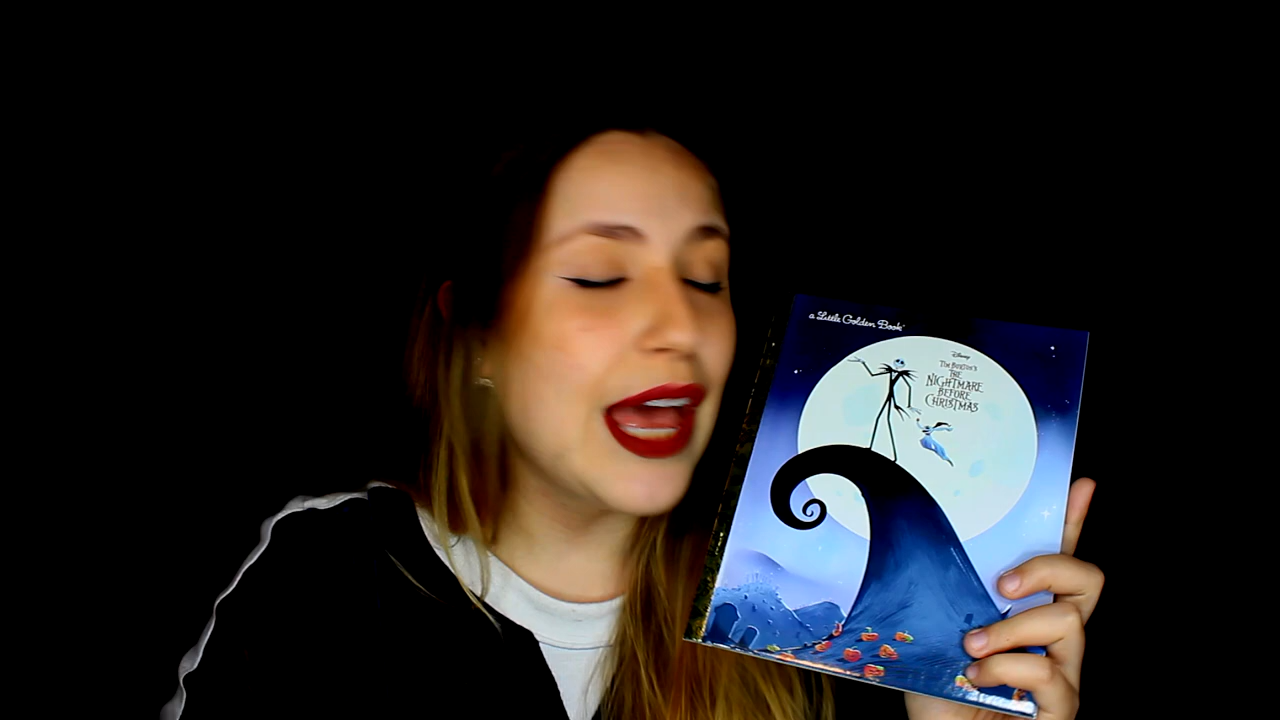 a Little Golden Book®
Disney
Tim Burton's
The
Nightmare
Before
Christmas